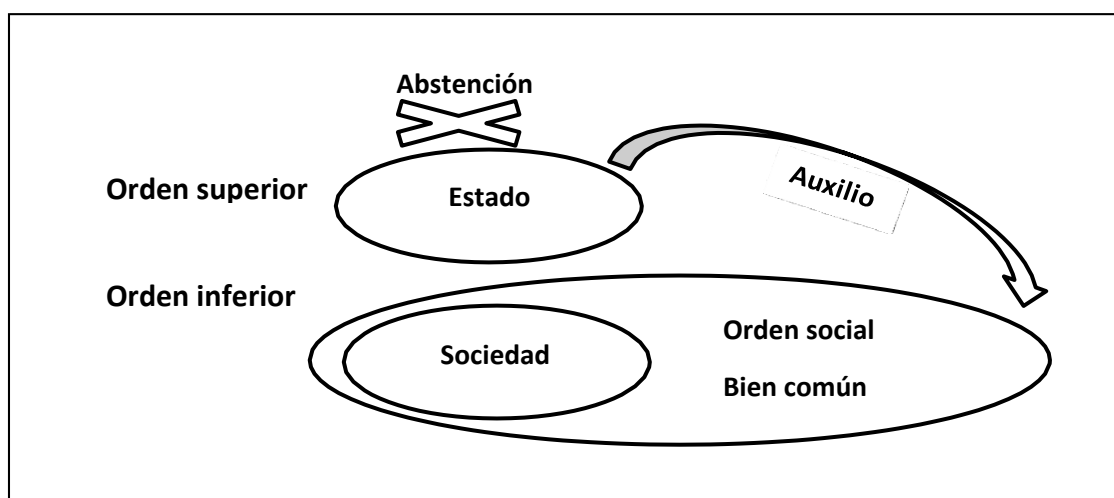 Abstención
Orden superior
Estado
Auxilio
Orden inferior
Sociedad
Orden social
Bien común